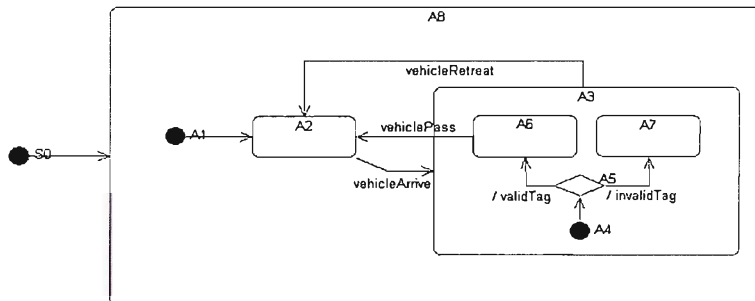 A8
vehicleRetreat
A3
A1
A2
vehiclePass
A6
A7
S0
vehicleArrive
A5
/ validTag
/ invalidTag
A4